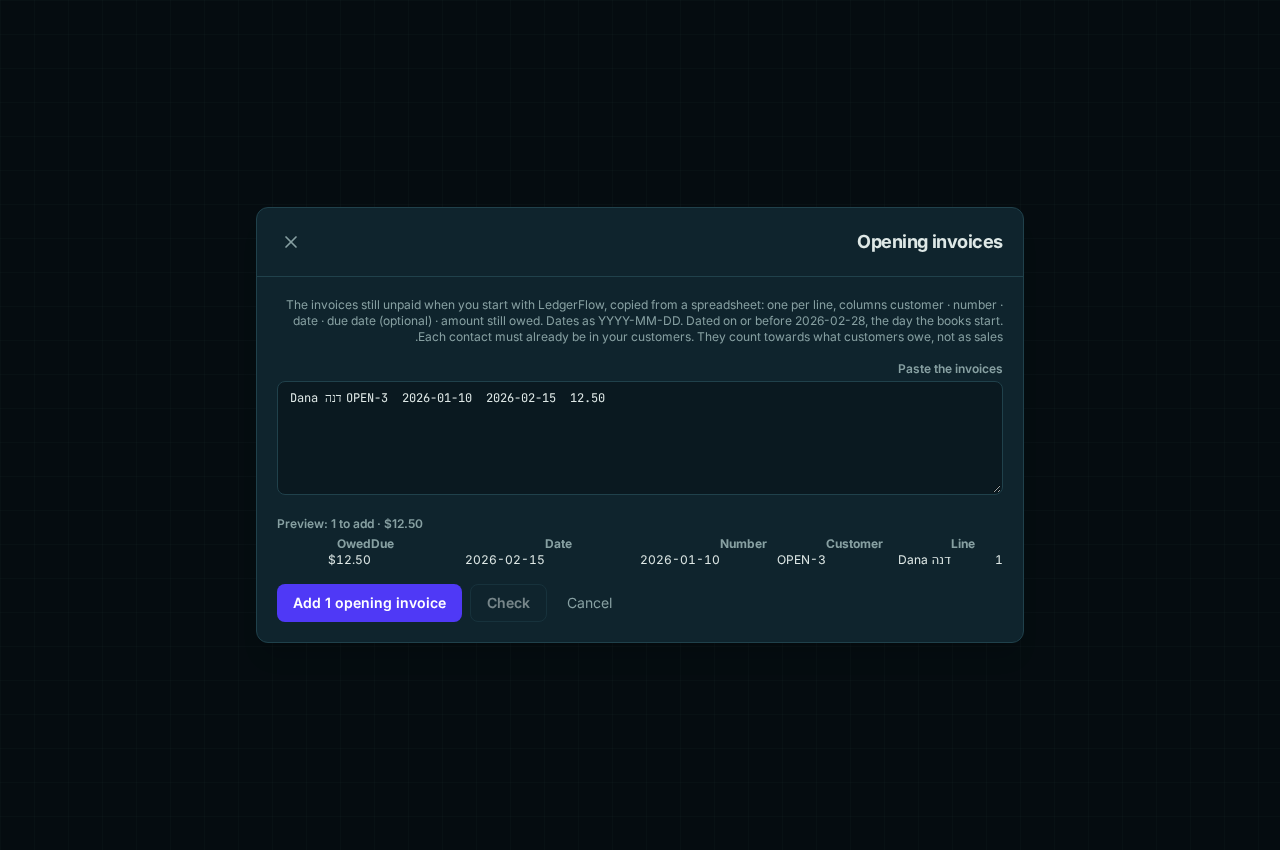 Opening invoices
The invoices still unpaid when you start with LedgerFlow, copied from a spreadsheet: one per line, columns customer · number ·
date · due date (optional) · amount still owed. Dates as YYYY-MM-DD. Dated on or before 2026-02-28, the day the books start.
Each contact must already be in your customers. They count towards what customers owe, not as sales.
Paste the invoices
Dana דנה OPEN-3 2026-01-10 2026-02-15 12.50
Preview: 1 to add · $12.50
Line Customer Number Date Due Owed
1 Dana דנה OPEN-3 2026-01-10 2026-02-15 $12.50
Add 1 opening invoice Check Cancel